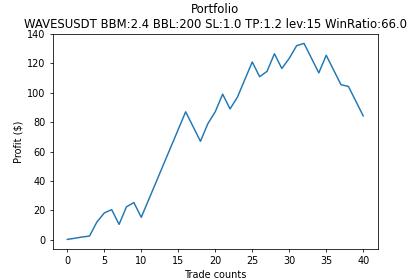 Portfolio
WAVESUSDT BBM:2.4 BBL:200 SL:1.0 TP:1.2 lev:15 WinRatio:66.0
140
120
100
80
60
40
20
0
Profit ($)
0 5 10 15 20 25 30 35 40
Trade counts